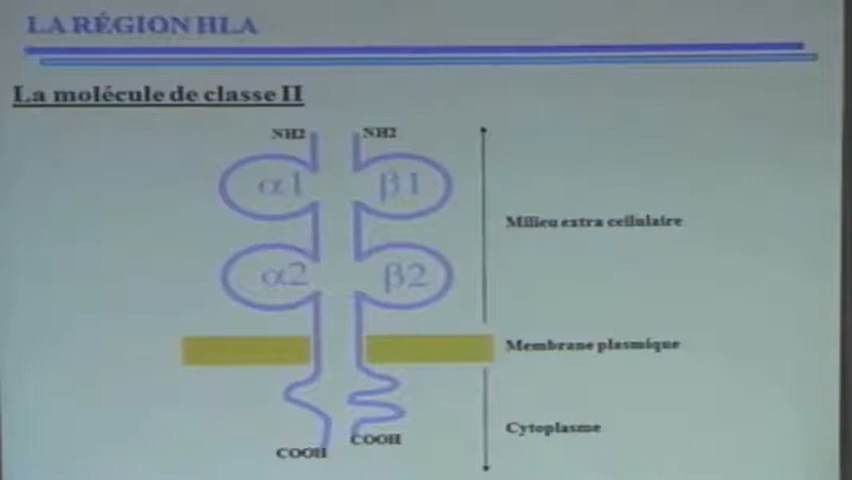 LA RÉGION HLA
La molécule de classe II
NH2 NH2
α1 β1
Milieu extra cellulaire
α2 β2
Membrane plasmique
Cytoplasme
COOH COOH